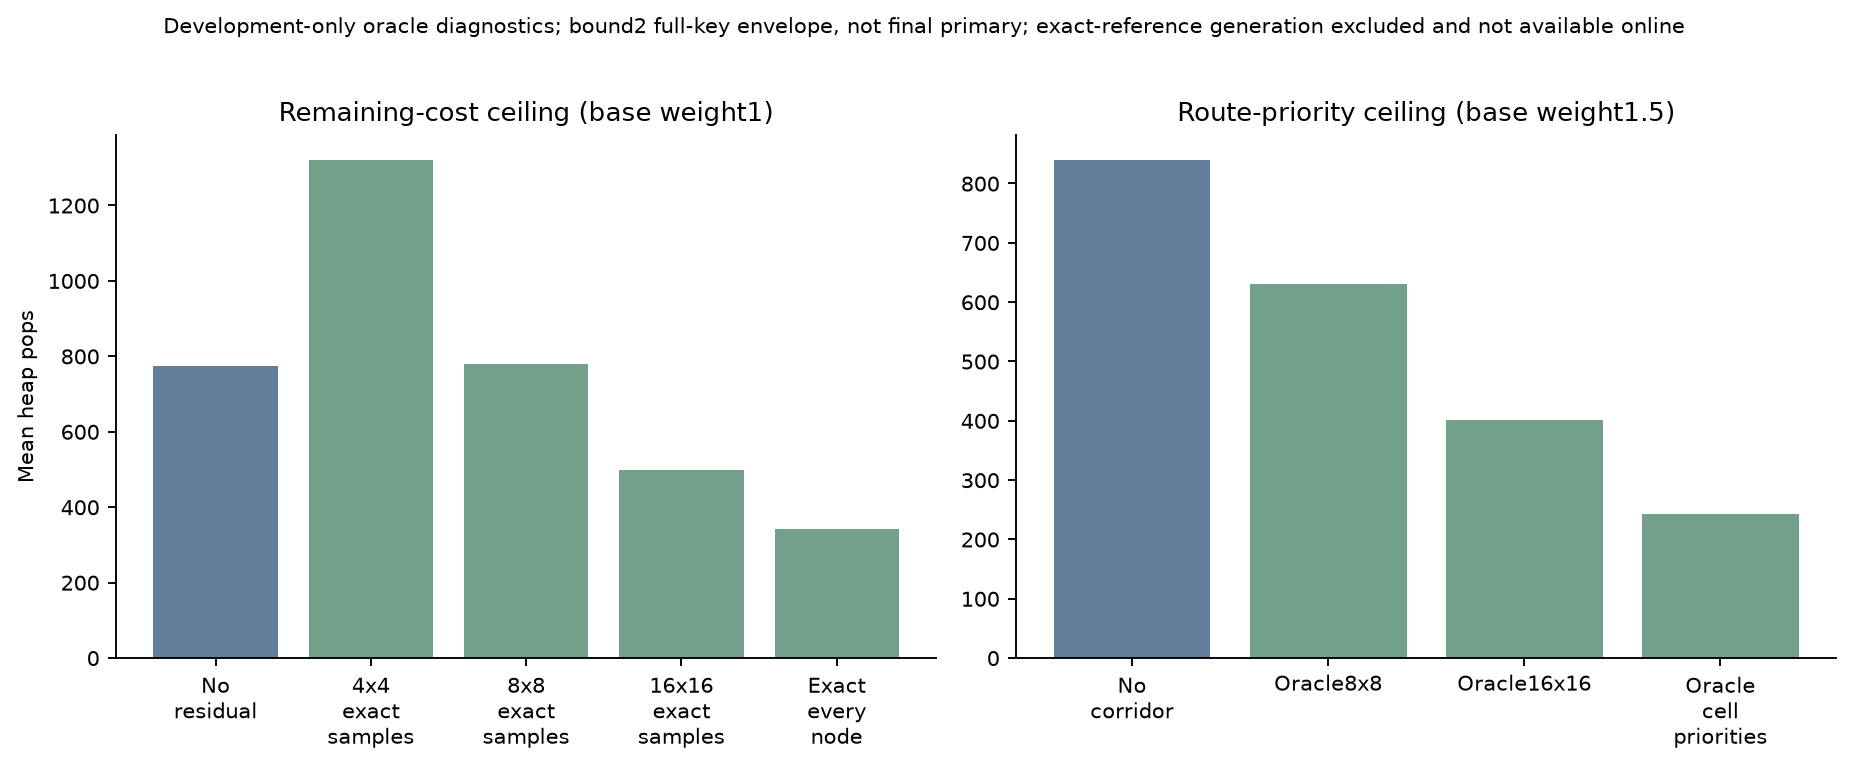 Development-only oracle diagnostics; bound2 full-key envelope, not final primary; exact-reference generation excluded and not available online
Remaining-cost ceiling (base weight1)
Mean heap pops
1200
1000
800
600
400
200
0
No
residual
4x4
exact
samples
8x8
exact
samples
16x16
exact
samples
Exact
every
node
Route-priority ceiling (base weight1.5)
800
700
600
500
400
300
200
100
0
No
corridor
Oracle8x8
Oracle16x16
Oracle
cell
priorities